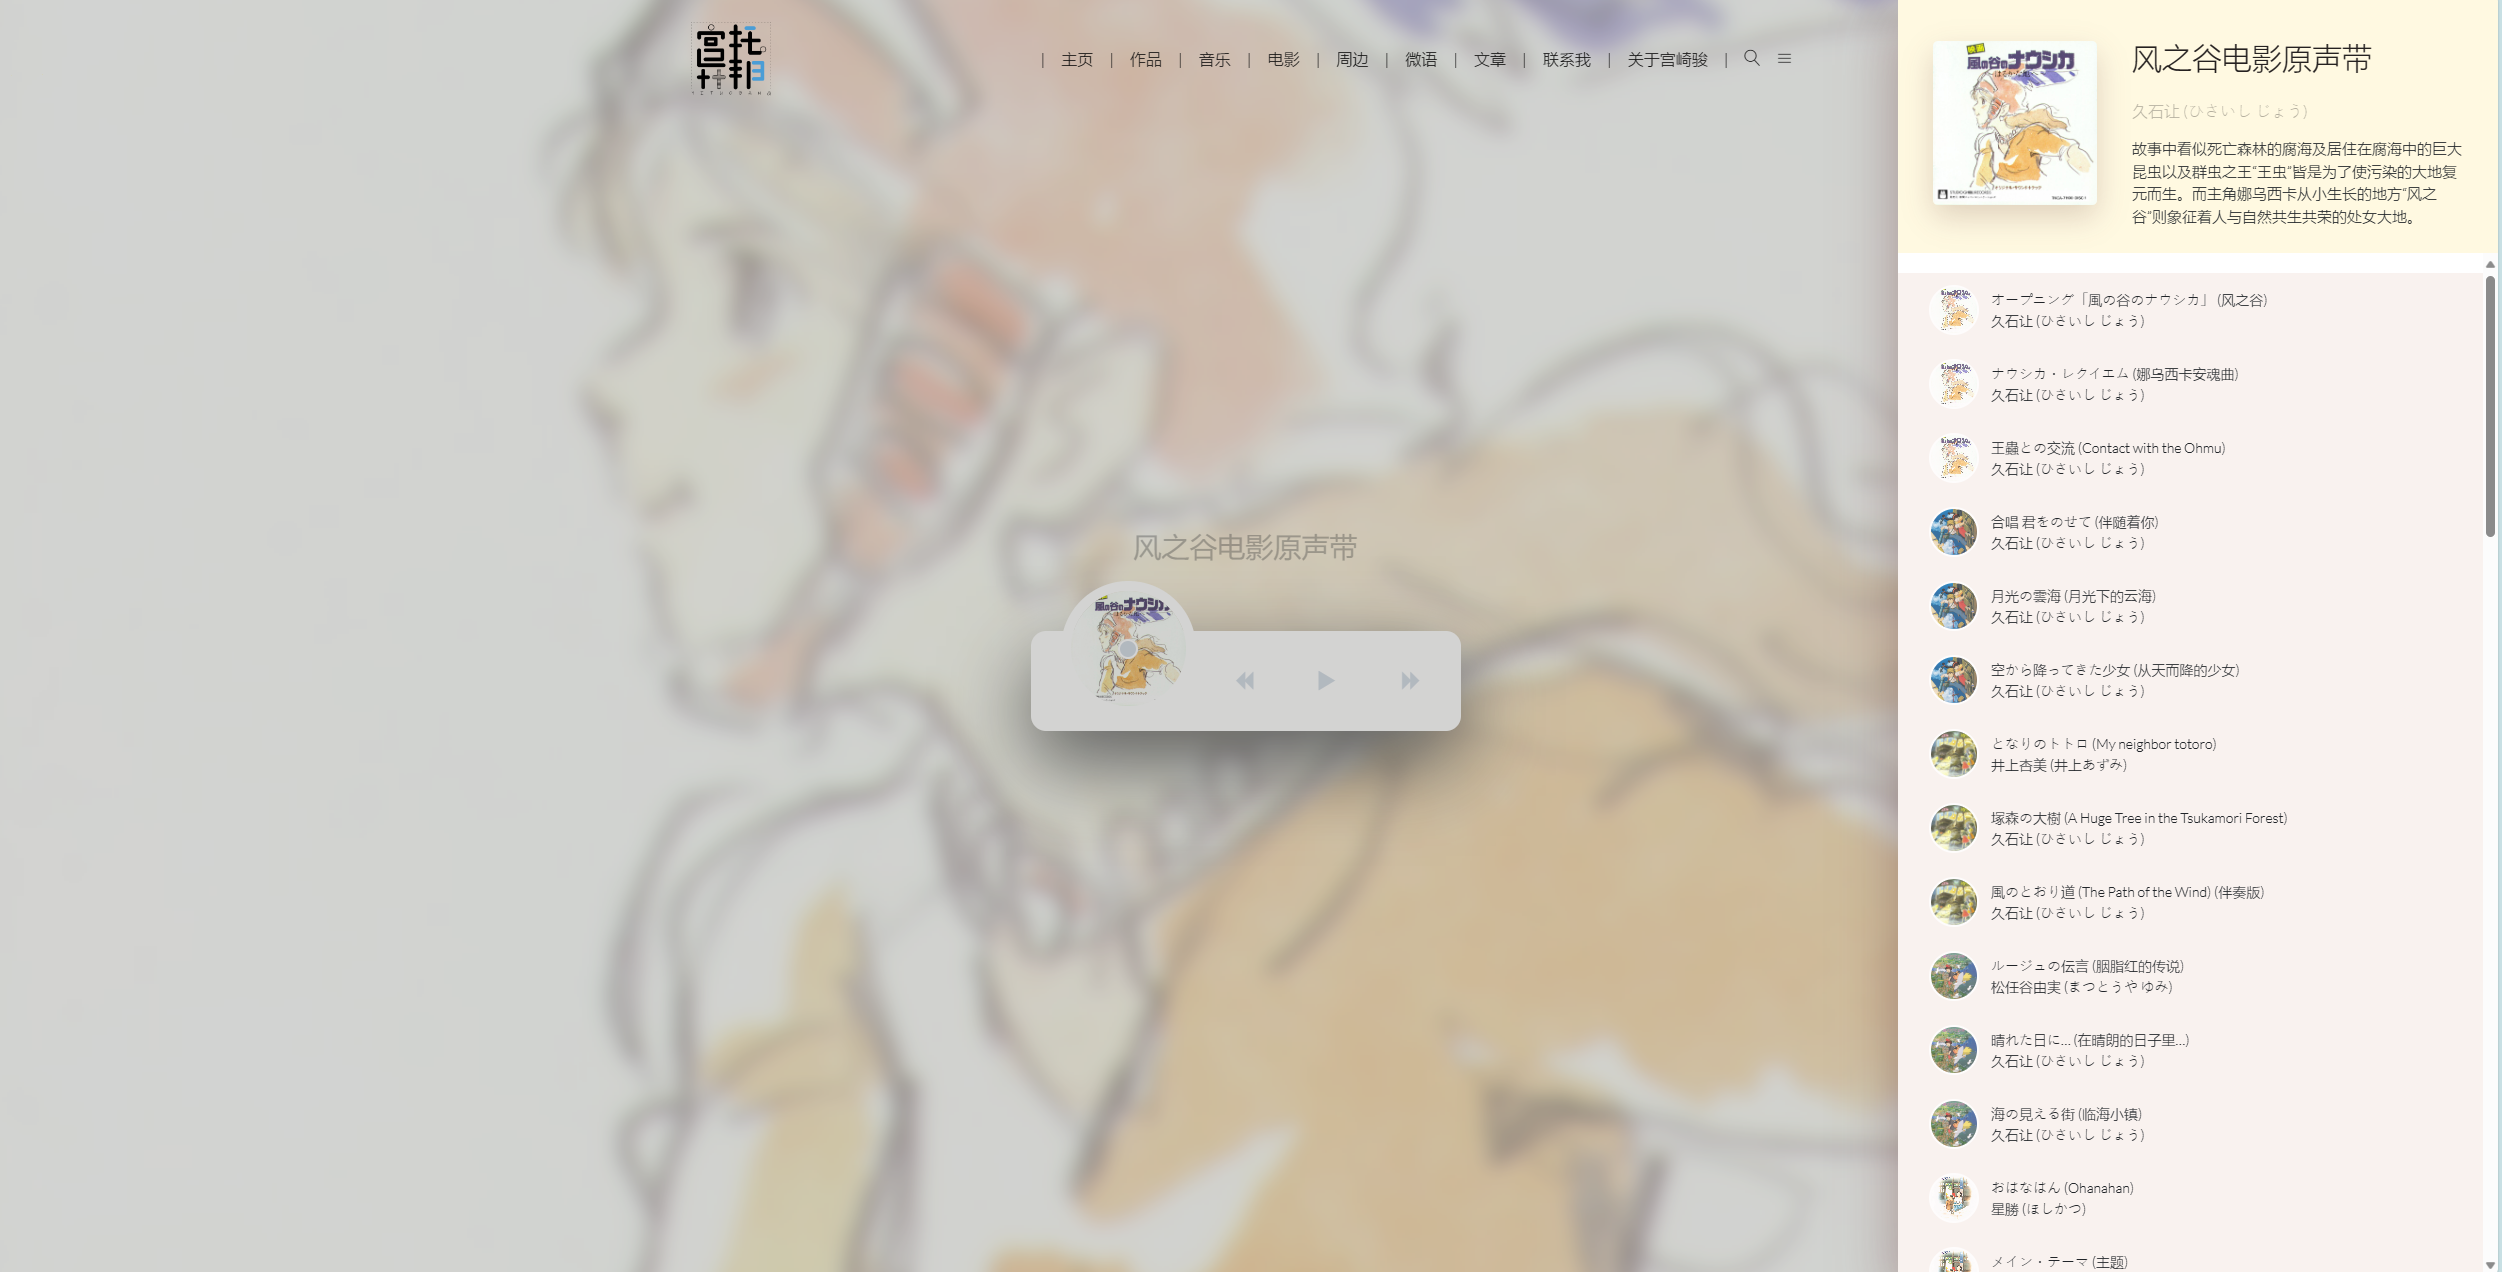 | 主页 | 作品 | 音乐 | 电影 | 周边 | 微语 | 文章 | 联系我 | 关于宫崎骏 |
风之谷电影原声带
風の谷のナウシカ
风之谷电影原声带
久石让 (ひさいし じょう)
故事中看似死亡森林的腐海及居住在腐海中的巨大
昆虫以及群虫之王“王虫”皆是为了使污染的大地复
元而生。而主角娜乌西卡从小生长的地方“风之
谷”则象征着人与自然共生共荣的处女大地。
オープニング「風の谷のナウシカ」 (风之谷)
久石让 (ひさいし じょう)
ナウシカ・レクイエム (娜乌西卡安魂曲)
久石让 (ひさいし じょう)
王蟲との交流 (Contact with the Ohmu)
久石让 (ひさいし じょう)
合唱 君をのせて (伴随着你)
久石让 (ひさいし じょう)
月光の雲海 (月光下的云海)
久石让 (ひさいし じょう)
空から降ってきた少女 (从天而降的少女)
久石让 (ひさいし じょう)
となりのトトロ (My neighbor totoro)
井上杏美 (井上あずみ)
塚森の大樹 (A Huge Tree in the Tsukamori Forest)
久石让 (ひさいし じょう)
風のとおり道 (The Path of the Wind) (伴奏版)
久石让 (ひさいし じょう)
ルージュの伝言 (胭脂红的传说)
松任谷由実 (まつとうや ゆみ)
晴れた日に… (在晴朗的日子里…)
久石让 (ひさいし じょう)
海の見える街 (临海小镇)
久石让 (ひさいし じょう)
おはなはん (Ohanahan)
星勝 (ほしかつ)
メイン・テーマ (主题)